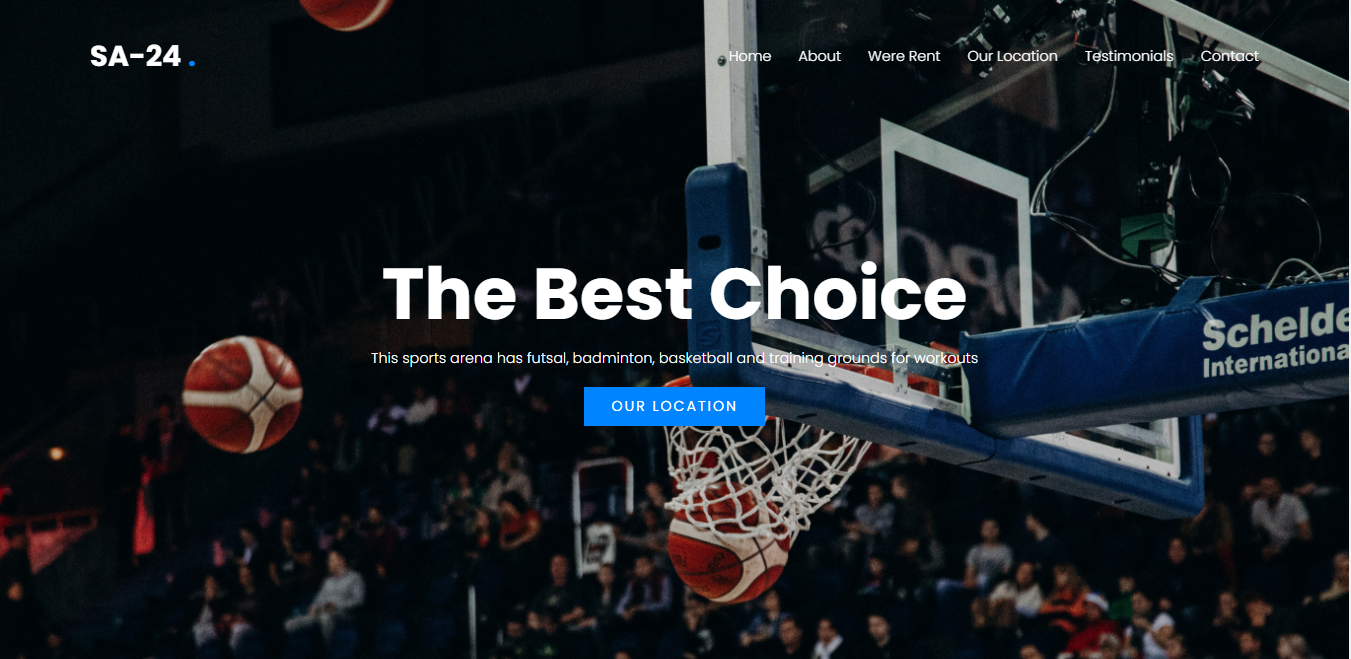 SA-24 .
Home About Were Rent Our Location Testimonials Contact
The Best Choice
This sports arena has futsal, badminton, basketball and training grounds for workouts
OUR LOCATION
Schelde
Internationa